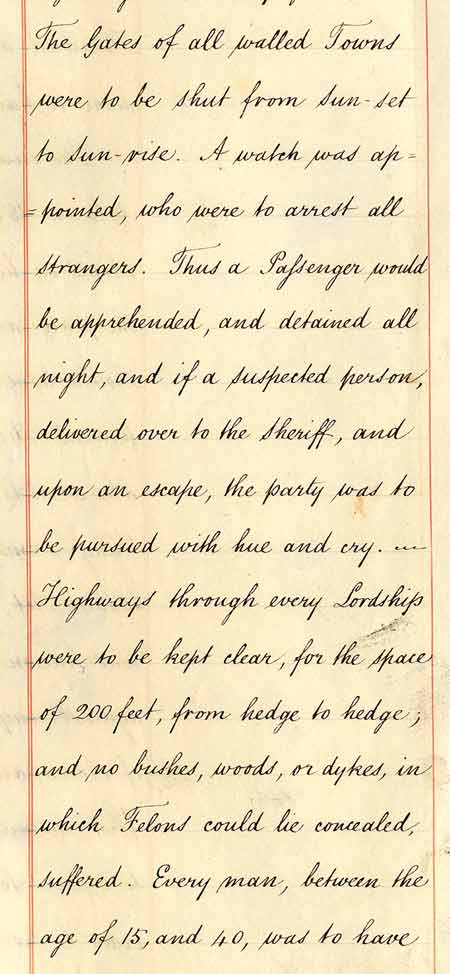 The Gates of all walled Towns
were to be shut from sun-set
to sun-rise. A watch was ap=
=pointed, who were to arrest all
strangers. Thus a Paſsenger would
be apprehended, and detained all
night, and if a suspected person,
delivered over to the Sheriff, and
upon an escape, the party was to
be pursued with hue and cry. —
Highways through every Lordship
were to be kept clear, for the space
of 200 feet, from hedge to hedge;
and no bushes, woods, or dykes, in
which Felons could lie concealed,
suffered. Every man, between the
age of 15, and 40, was to have